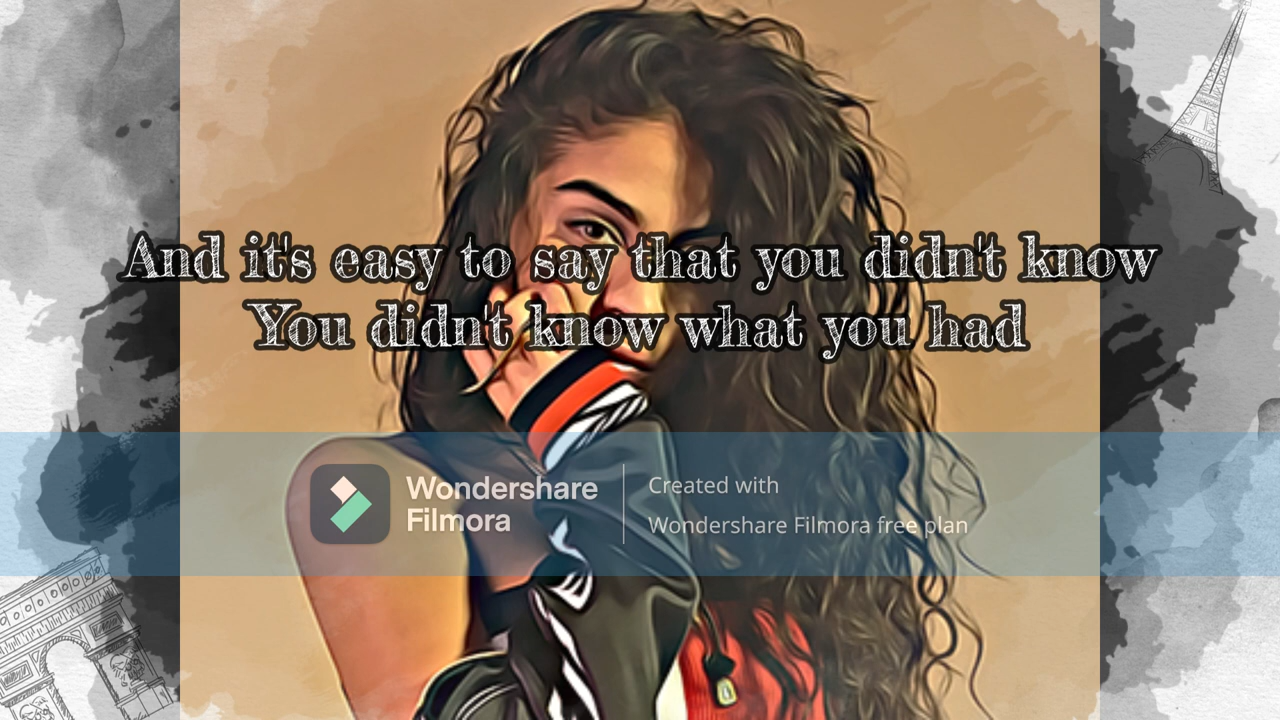 And it's easy to say that you didn't know
You didn't know what you had
Wondershare
Filmora
Created with
Wondershare Filmora free plan